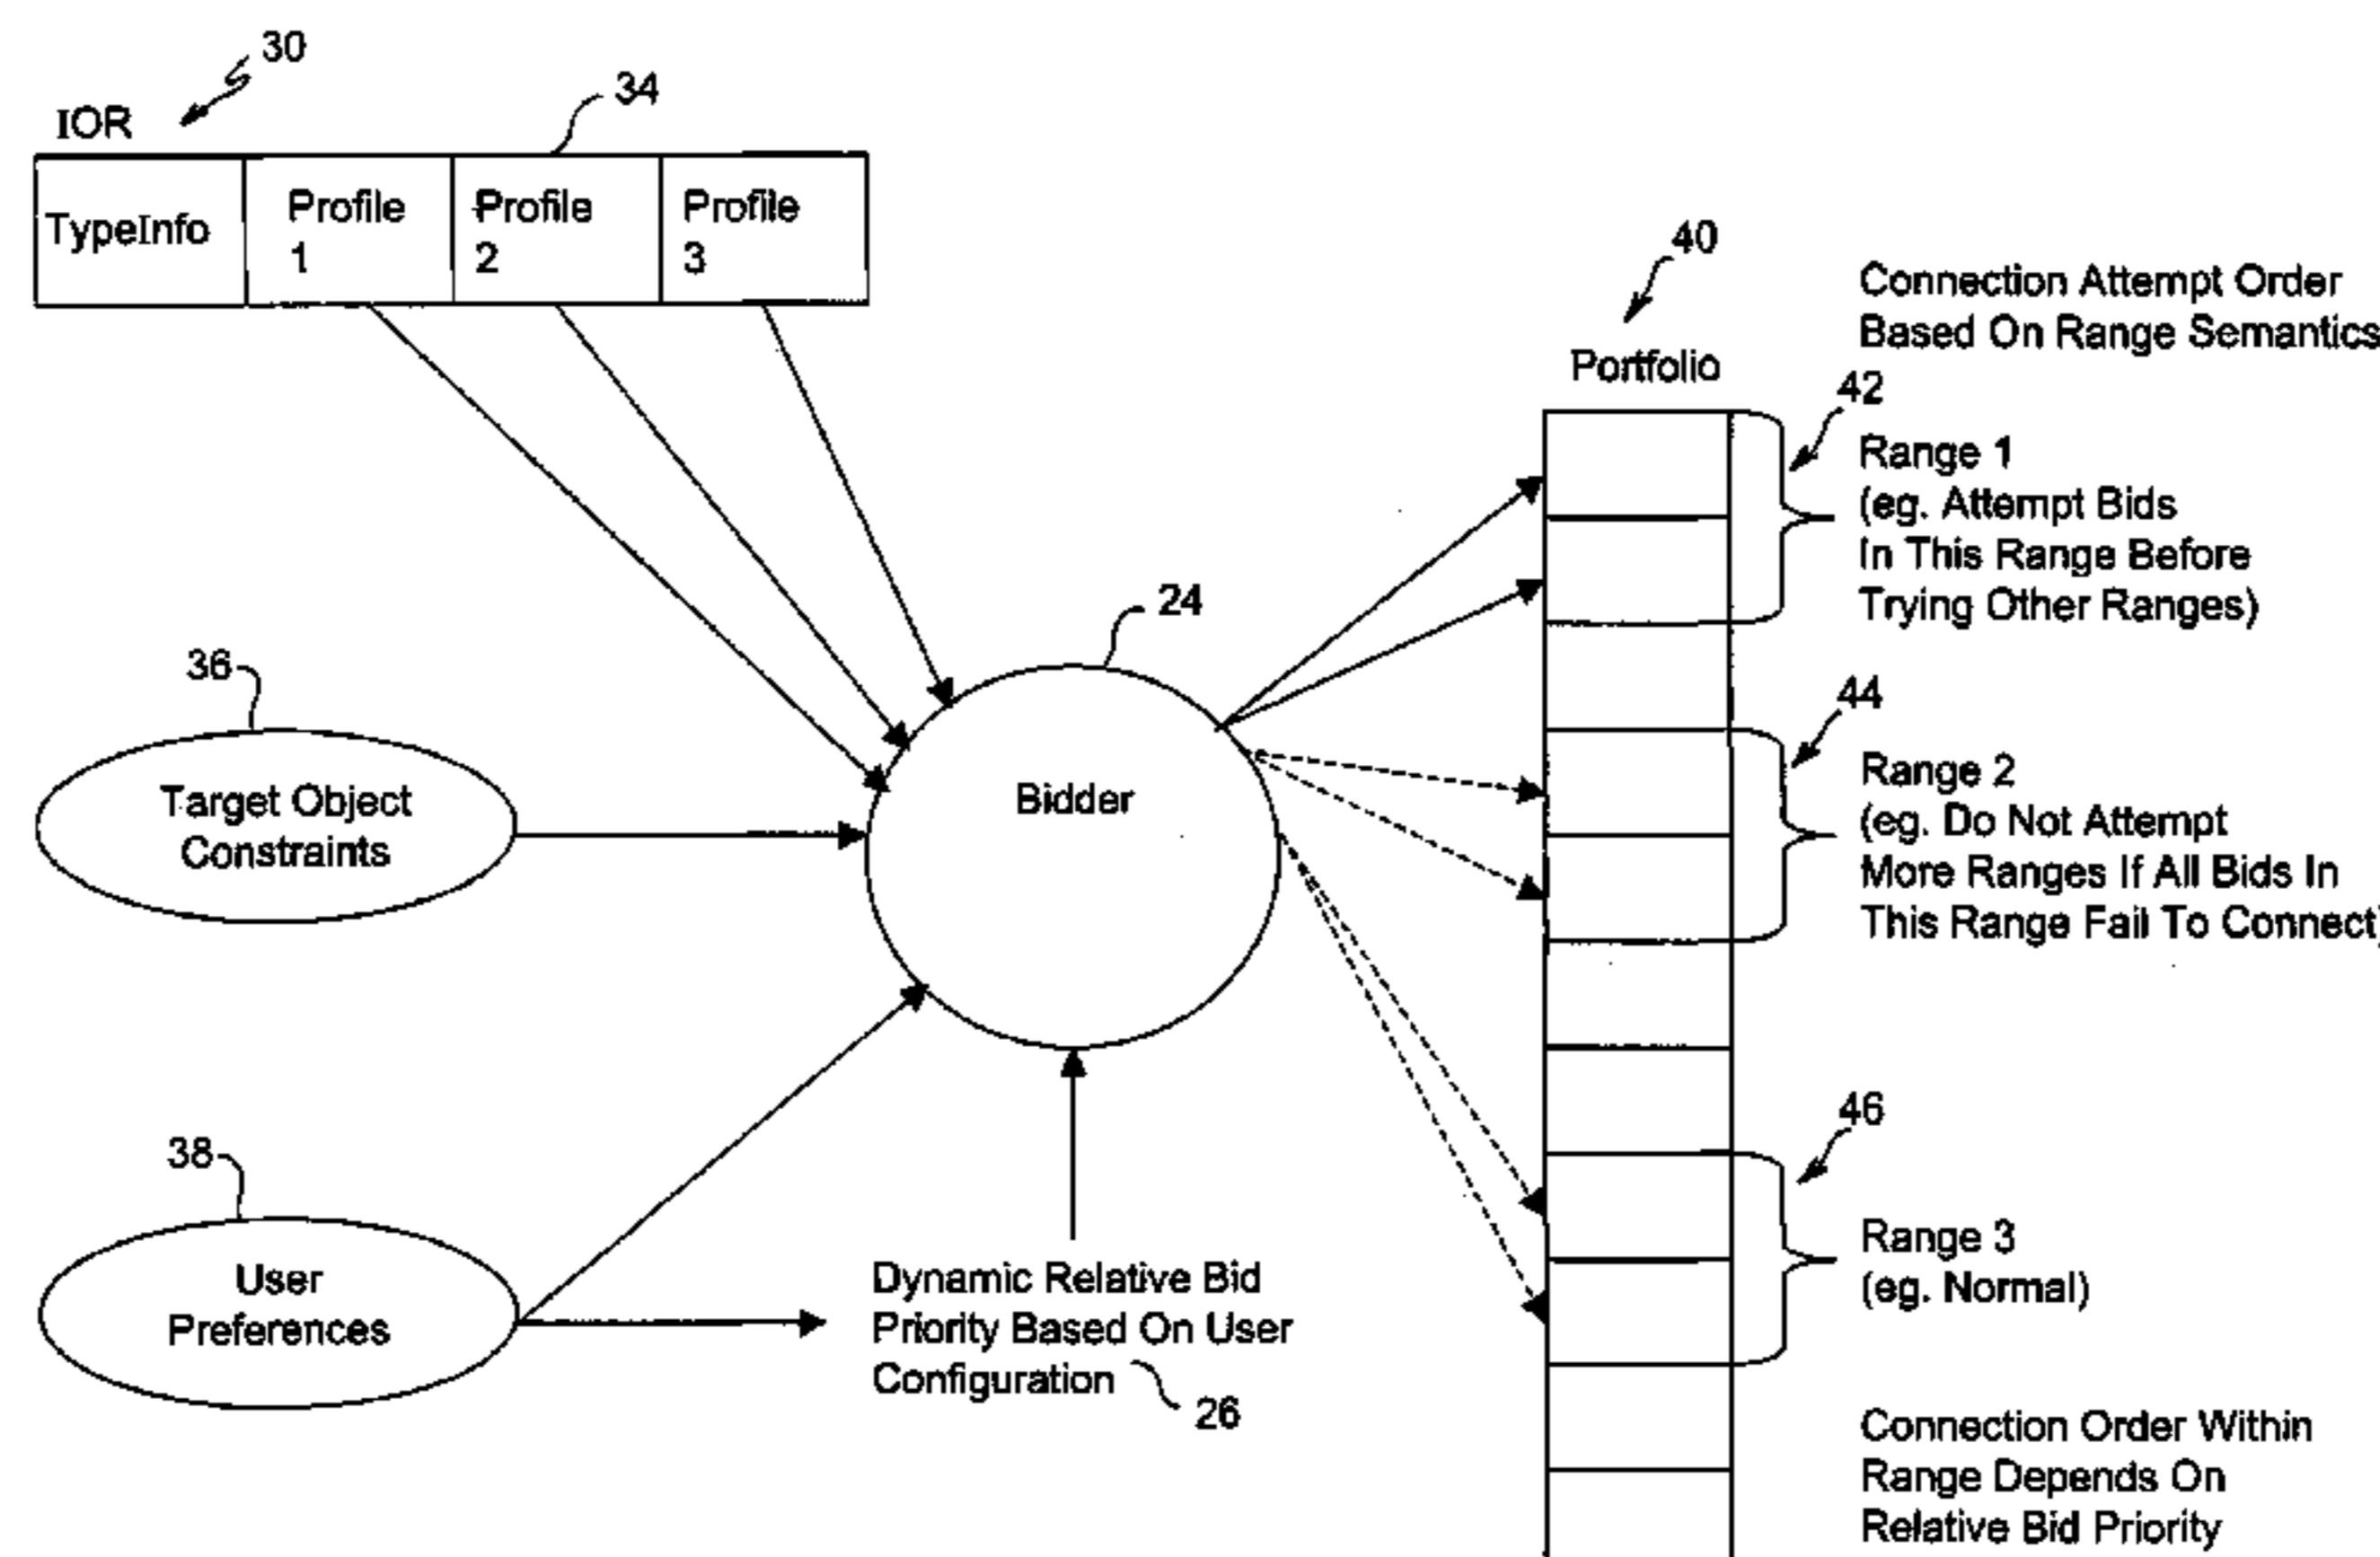 30
34
IOR
TypeInfo
Profile
1
Profile
2
Profile
3
40
Connection Attempt Order
Based On Range Semantics
Portfolio
42
Range 1
(eg. Attempt Bids
In This Range Before
Trying Other Ranges)
24
36
Target Object
Constraints
Bidder
44
Range 2
(eg. Do Not Attempt
More Ranges If All Bids In
This Range Fail To Connect)
38
User
Preferences
Dynamic Relative Bid
Priority Based On User
Configuration
26
46
Range 3
(eg. Normal)
Connection Order Within
Range Depends On
Relative Bid Priority